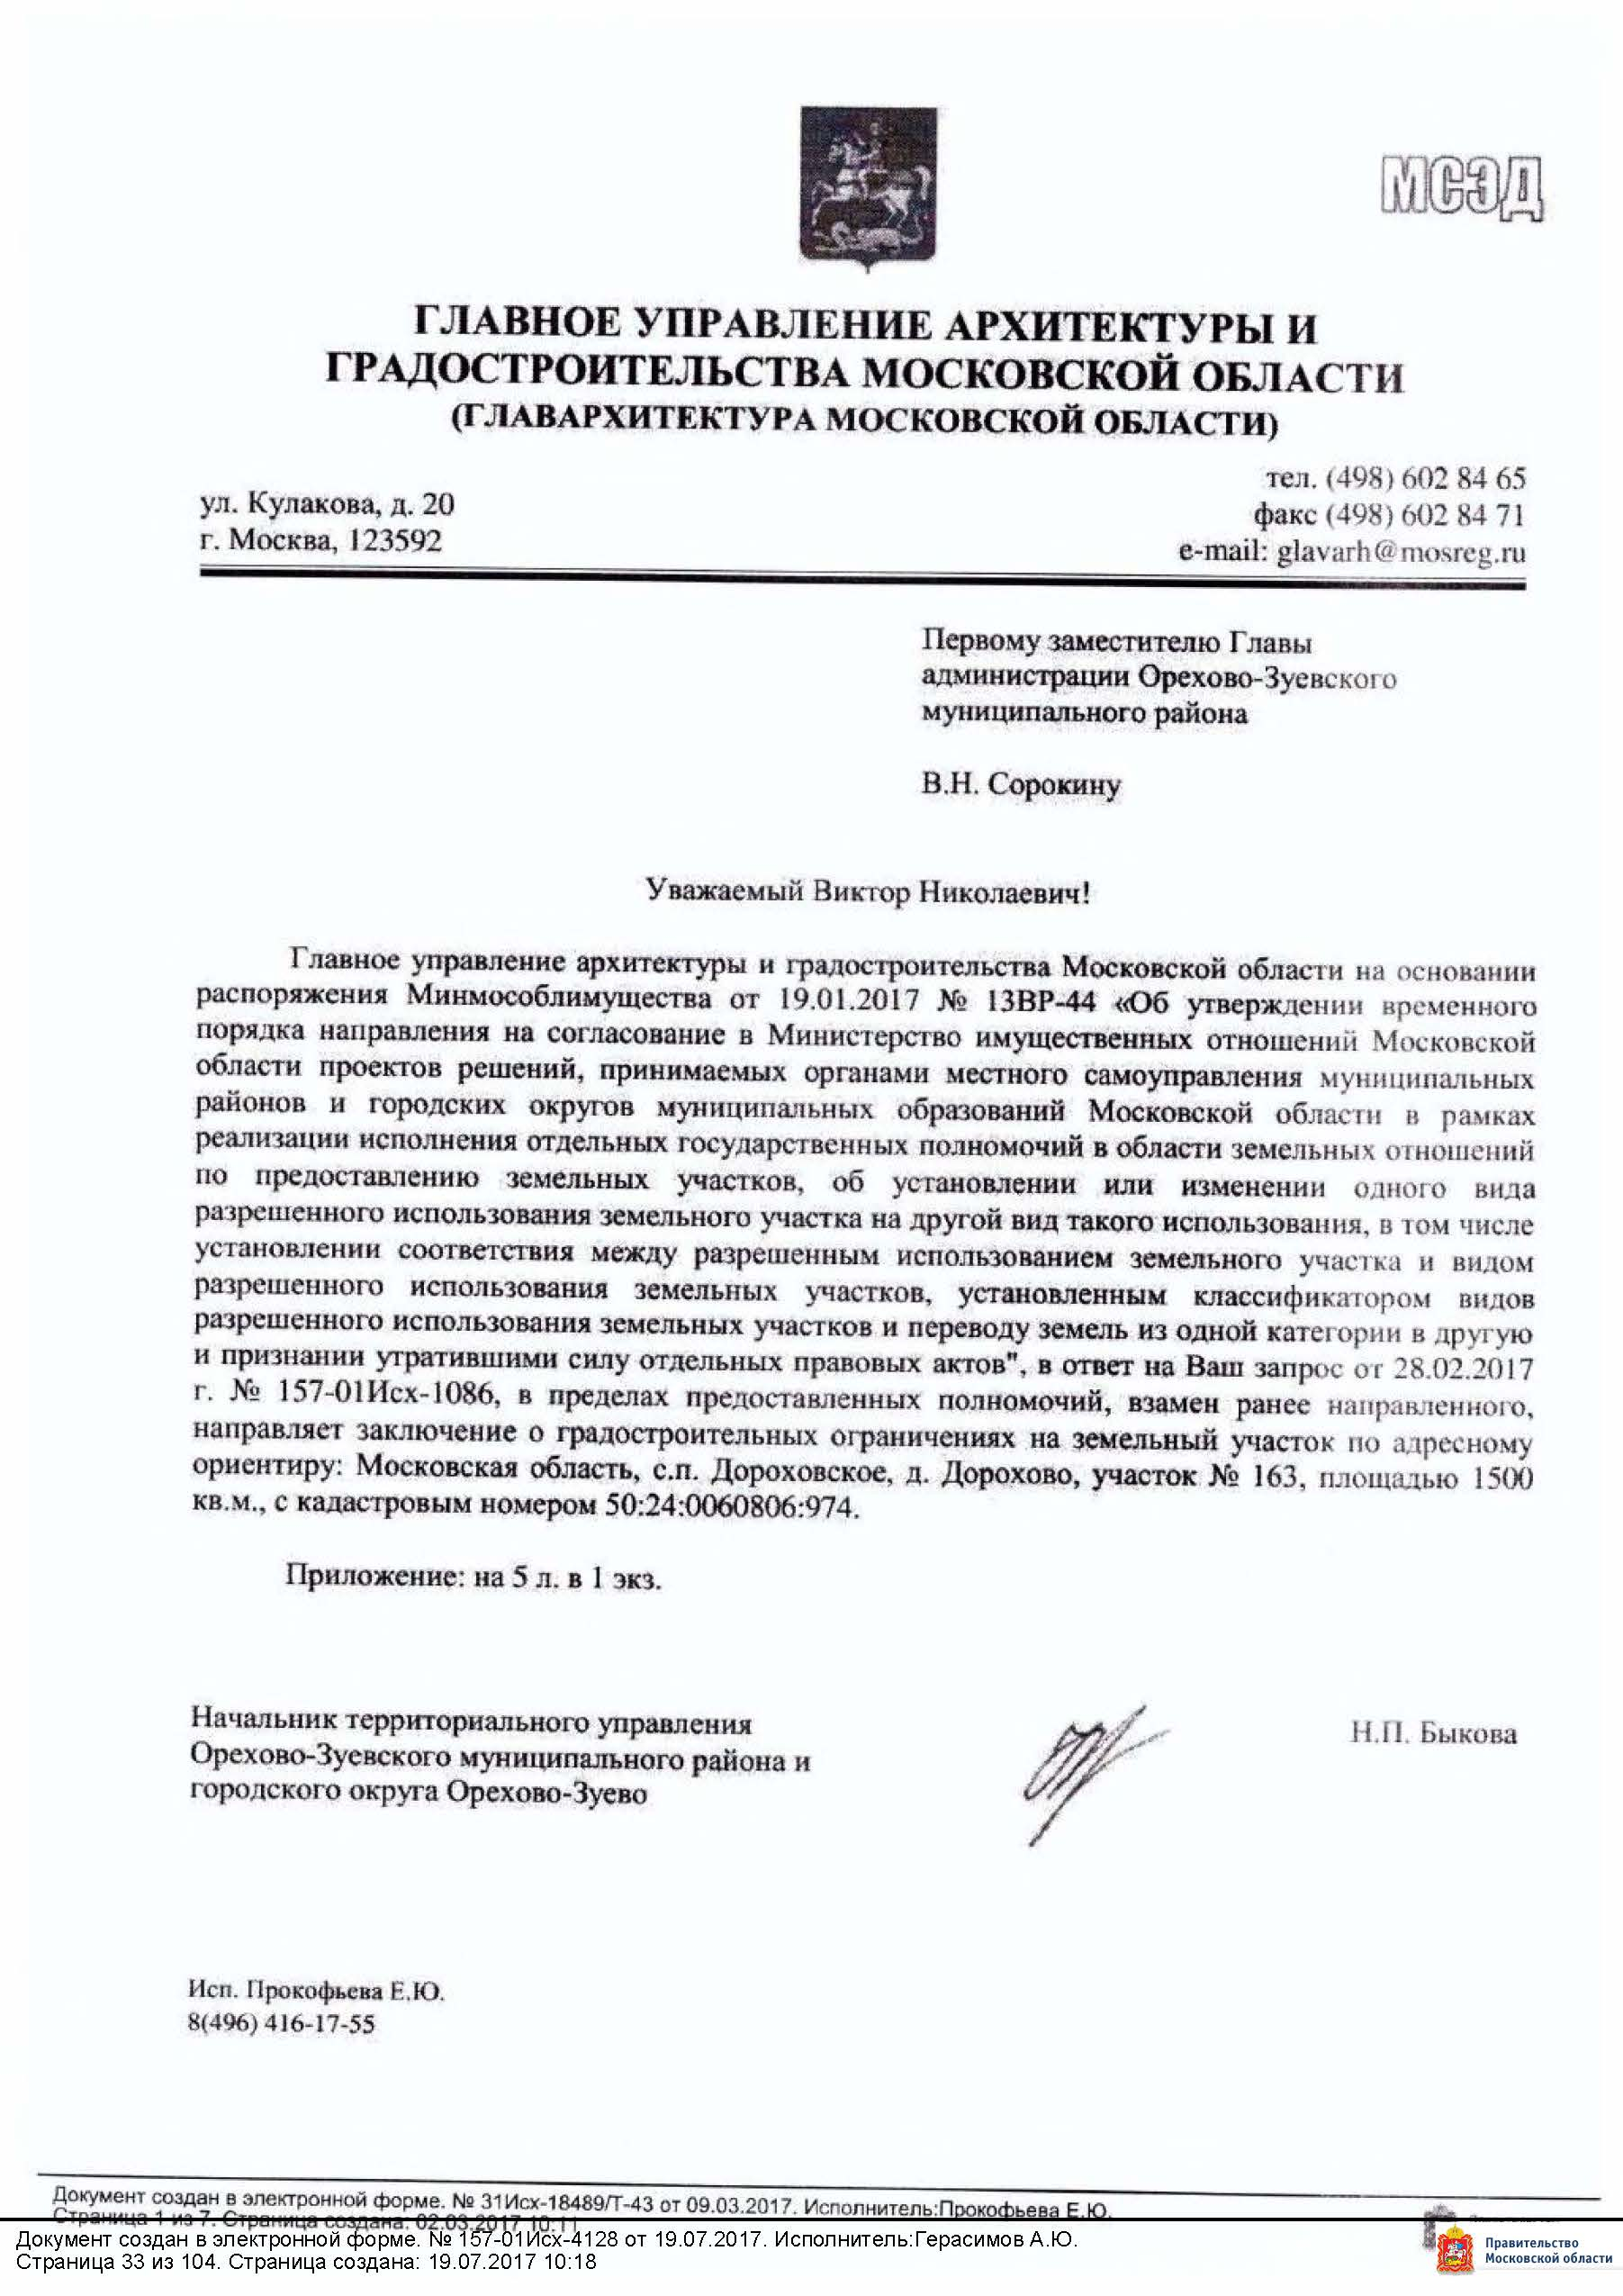 МСЭД
ГЛАВНОЕ УПРАВЛЕНИЕ АРХИТЕКТУРЫ И
ГРАДОСТРОИТЕЛЬСТВА МОСКОВСКОЙ ОБЛАСТИ
(ГЛАВАРХИТЕКТУРА МОСКОВСКОЙ ОБЛАСТИ)
ул. Кулакова, д. 20
г. Москва, 123592
тел. (498) 602 84 65
факс (498) 602 84 71
e-mail: glavarh@mosreg.ru
Первому заместителю Главы
администрации Орехово-Зуевского
муниципального района
В.Н. Сорокину
Уважаемый Виктор Николаевич!
Главное управление архитектуры и градостроительства Московской области на основании
распоряжения Минмособлимущества от 19.01.2017 № 13ВР-44 «Об утверждении временного
порядка направления на согласование в Министерство имущественных отношений Московской
области проектов решений, принимаемых органами местного самоуправления муниципальных
районов и городских округов муниципальных образований Московской области в рамках
реализации исполнения отдельных государственных полномочий в области земельных отношений
по предоставлению земельных участков, об установлении или изменении одного вида
разрешенного использования земельного участка на другой вид такого использования, в том числе
установлении соответствия между разрешенным использованием земельного участка и видом
разрешенного использования земельных участков, установленным классификатором видов
разрешенного использования земельных участков и переводу земель из одной категории в другую
и признании утратившими силу отдельных правовых актов", в ответ на Ваш запрос от 28.02.2017
г. № 157-01Исх-1086, в пределах предоставленных полномочий, взамен ранее направленного,
направляет заключение о градостроительных ограничениях на земельный участок по адресному
ориентиру: Московская область, с.п. Дороховское, д. Дорохово, участок № 163, площадью 1500
кв.м., с кадастровым номером 50:24:0060806:974.
Приложение: на 5 л. в 1 экз.
Начальник территориального управления
Орехово-Зуевского муниципального района и
городского округа Орехово-Зуево
Н.П. Быкова
Исп. Прокофьева Е.Ю.
8(496) 416-17-55
Документ создан в электронной форме. № 31Исх-18489/Т-43 от 09.03.2017. Исполнитель:Прокофьева Е.Ю.
Страница 1 из 7. Страница создана: 02.03.2017 10:11
Документ создан в электронной форме. № 157-01Исх-4128 от 19.07.2017. Исполнитель:Герасимов А.Ю.
Страница 33 из 104. Страница создана: 19.07.2017 10:18
Правительство
Московской области